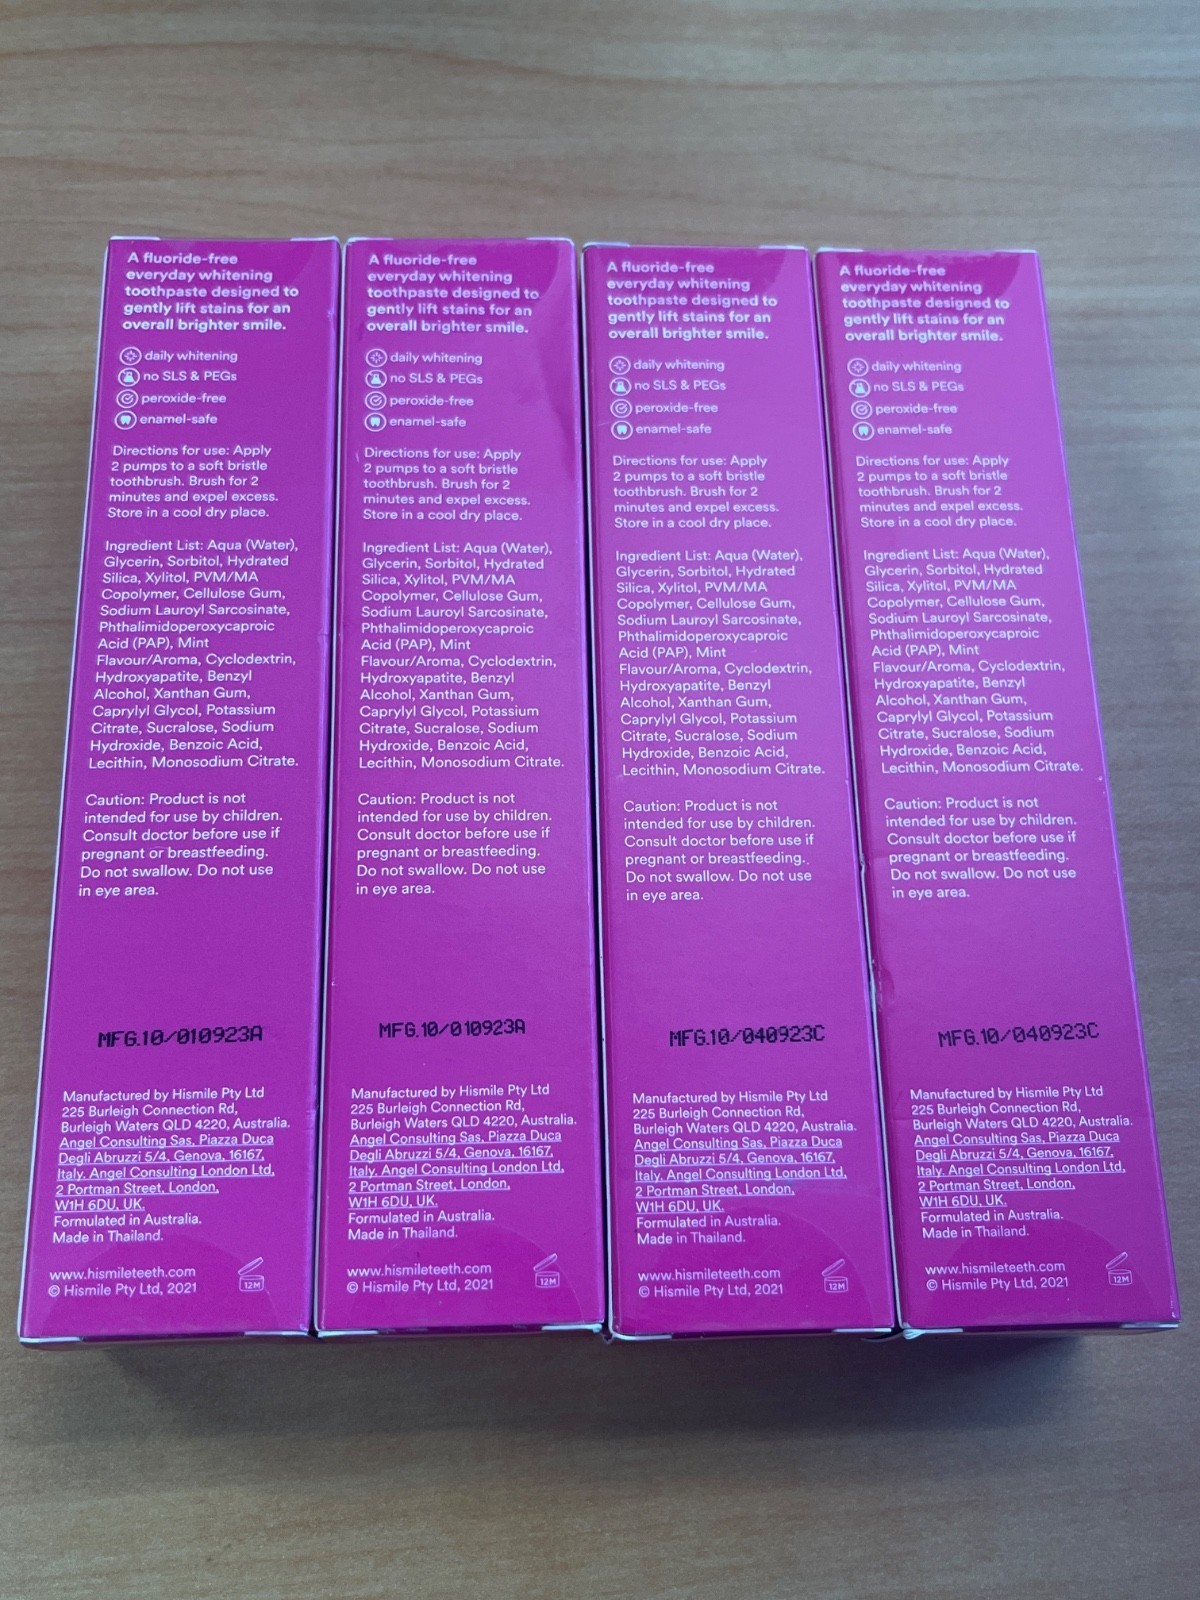 A fluoride-free
everyday whitening
toothpaste designed to
gently lift stains for an
overall brighter smile.
daily whitening
no SLS & PEGs
peroxide-free
enamel-safe
Directions for use: Apply
2 pumps to a soft bristle
toothbrush. Brush for 2
minutes and expel excess.
Store in a cool dry place.
Ingredient List: Aqua (Water),
Glycerin, Sorbitol, Hydrated
Silica, Xylitol, PVM/MA
Copolymer, Cellulose Gum,
Sodium Lauroyl Sarcosinate,
Phthalimidoperoxycaproic
Acid (PAP), Mint
Flavour/Aroma, Cyclodextrin,
Hydroxyapatite, Benzyl
Alcohol, Xanthan Gum,
Caprylyl Glycol, Potassium
Citrate, Sucralose, Sodium
Hydroxide, Benzoic Acid,
Lecithin, Monosodium Citrate.
Caution: Product is not
intended for use by children.
Consult doctor before use if
pregnant or breastfeeding.
Do not swallow. Do not use
in eye area.
MFG.10/010923A
Manufactured by Hismile Pty Ltd
225 Burleigh Connection Rd,
Burleigh Waters QLD 4220, Australia.
Angel Consulting Sas, Piazza Duca
Degli Abruzzi 5/4, Genova, 16167,
Italy. Angel Consulting London Ltd,
2 Portman Street, London,
W1H 6DU, UK.
Formulated in Australia.
Made in Thailand.
www.hismileteeth.com
© Hismile Pty Ltd, 2021
12M
A fluoride-free
everyday whitening
toothpaste designed to
gently lift stains for an
overall brighter smile.
daily whitening
no SLS & PEGs
peroxide-free
enamel-safe
Directions for use: Apply
2 pumps to a soft bristle
toothbrush. Brush for 2
minutes and expel excess.
Store in a cool dry place.
Ingredient List: Aqua (Water),
Glycerin, Sorbitol, Hydrated
Silica, Xylitol, PVM/MA
Copolymer, Cellulose Gum,
Sodium Lauroyl Sarcosinate,
Phthalimidoperoxycaproic
Acid (PAP), Mint
Flavour/Aroma, Cyclodextrin,
Hydroxyapatite, Benzyl
Alcohol, Xanthan Gum,
Caprylyl Glycol, Potassium
Citrate, Sucralose, Sodium
Hydroxide, Benzoic Acid,
Lecithin, Monosodium Citrate.
Caution: Product is not
intended for use by children.
Consult doctor before use if
pregnant or breastfeeding.
Do not swallow. Do not use
in eye area.
MFG.10/010923A
Manufactured by Hismile Pty Ltd
225 Burleigh Connection Rd,
Burleigh Waters QLD 4220, Australia.
Angel Consulting Sas, Piazza Duca
Degli Abruzzi 5/4, Genova, 16167,
Italy. Angel Consulting London Ltd,
2 Portman Street, London,
W1H 6DU, UK.
Formulated in Australia.
Made in Thailand.
www.hismileteeth.com
© Hismile Pty Ltd, 2021
12M
A fluoride-free
everyday whitening
toothpaste designed to
gently lift stains for an
overall brighter smile.
daily whitening
no SLS & PEGs
peroxide-free
enamel-safe
Directions for use: Apply
2 pumps to a soft bristle
toothbrush. Brush for 2
minutes and expel excess.
Store in a cool dry place.
Ingredient List: Aqua (Water),
Glycerin, Sorbitol, Hydrated
Silica, Xylitol, PVM/MA
Copolymer, Cellulose Gum,
Sodium Lauroyl Sarcosinate,
Phthalimidoperoxycaproic
Acid (PAP), Mint
Flavour/Aroma, Cyclodextrin,
Hydroxyapatite, Benzyl
Alcohol, Xanthan Gum,
Caprylyl Glycol, Potassium
Citrate, Sucralose, Sodium
Hydroxide, Benzoic Acid,
Lecithin, Monosodium Citrate.
Caution: Product is not
intended for use by children.
Consult doctor before use if
pregnant or breastfeeding.
Do not swallow. Do not use
in eye area.
MFG.10/040923C
Manufactured by Hismile Pty Ltd
225 Burleigh Connection Rd,
Burleigh Waters QLD 4220, Australia.
Angel Consulting Sas, Piazza Duca
Degli Abruzzi 5/4, Genova, 16167,
Italy. Angel Consulting London Ltd,
2 Portman Street, London,
W1H 6DU, UK.
Formulated in Australia.
Made in Thailand.
www.hismileteeth.com
© Hismile Pty Ltd, 2021
12M
A fluoride-free
everyday whitening
toothpaste designed to
gently lift stains for an
overall brighter smile.
daily whitening
no SLS & PEGs
peroxide-free
enamel-safe
Directions for use: Apply
2 pumps to a soft bristle
toothbrush. Brush for 2
minutes and expel excess.
Store in a cool dry place.
Ingredient List: Aqua (Water),
Glycerin, Sorbitol, Hydrated
Silica, Xylitol, PVM/MA
Copolymer, Cellulose Gum,
Sodium Lauroyl Sarcosinate,
Phthalimidoperoxycaproic
Acid (PAP), Mint
Flavour/Aroma, Cyclodextrin,
Hydroxyapatite, Benzyl
Alcohol, Xanthan Gum,
Caprylyl Glycol, Potassium
Citrate, Sucralose, Sodium
Hydroxide, Benzoic Acid,
Lecithin, Monosodium Citrate.
Caution: Product is not
intended for use by children.
Consult doctor before use if
pregnant or breastfeeding.
Do not swallow. Do not use
in eye area.
MFG.10/040923C
Manufactured by Hismile Pty Ltd
225 Burleigh Connection Rd,
Burleigh Waters QLD 4220, Australia.
Angel Consulting Sas, Piazza Duca
Degli Abruzzi 5/4, Genova, 16167,
Italy. Angel Consulting London Ltd,
2 Portman Street, London,
W1H 6DU, UK.
Formulated in Australia.
Made in Thailand.
www.hismileteeth.com
© Hismile Pty Ltd, 2021
12M